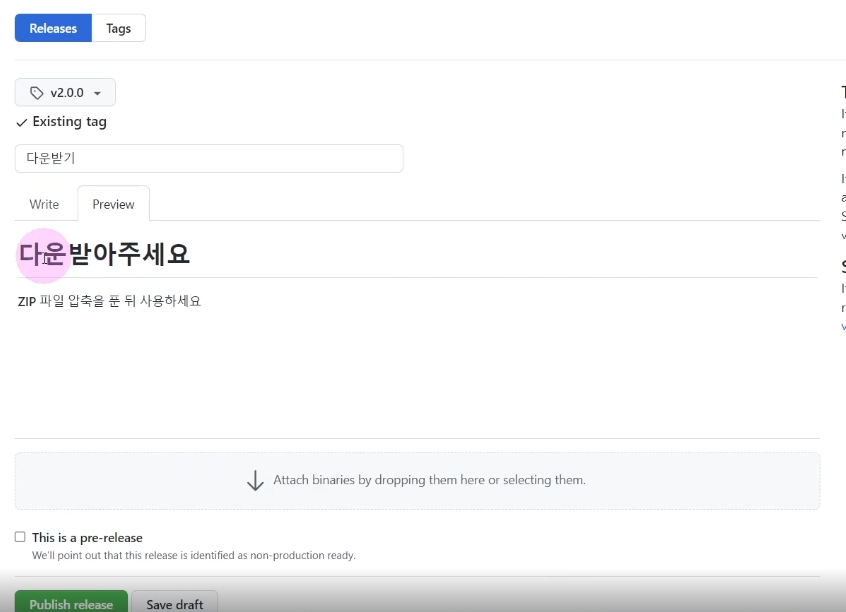 Releases Tags
v2.0.0
Existing tag
다운받기
Write Preview
다운받아주세요
ZIP 파일 압축을 푼 뒤 사용하세요
Attach binaries by dropping them here or selecting them.
This is a pre-release
We'll point out that this release is identified as non-production ready.
Publish release Save draft